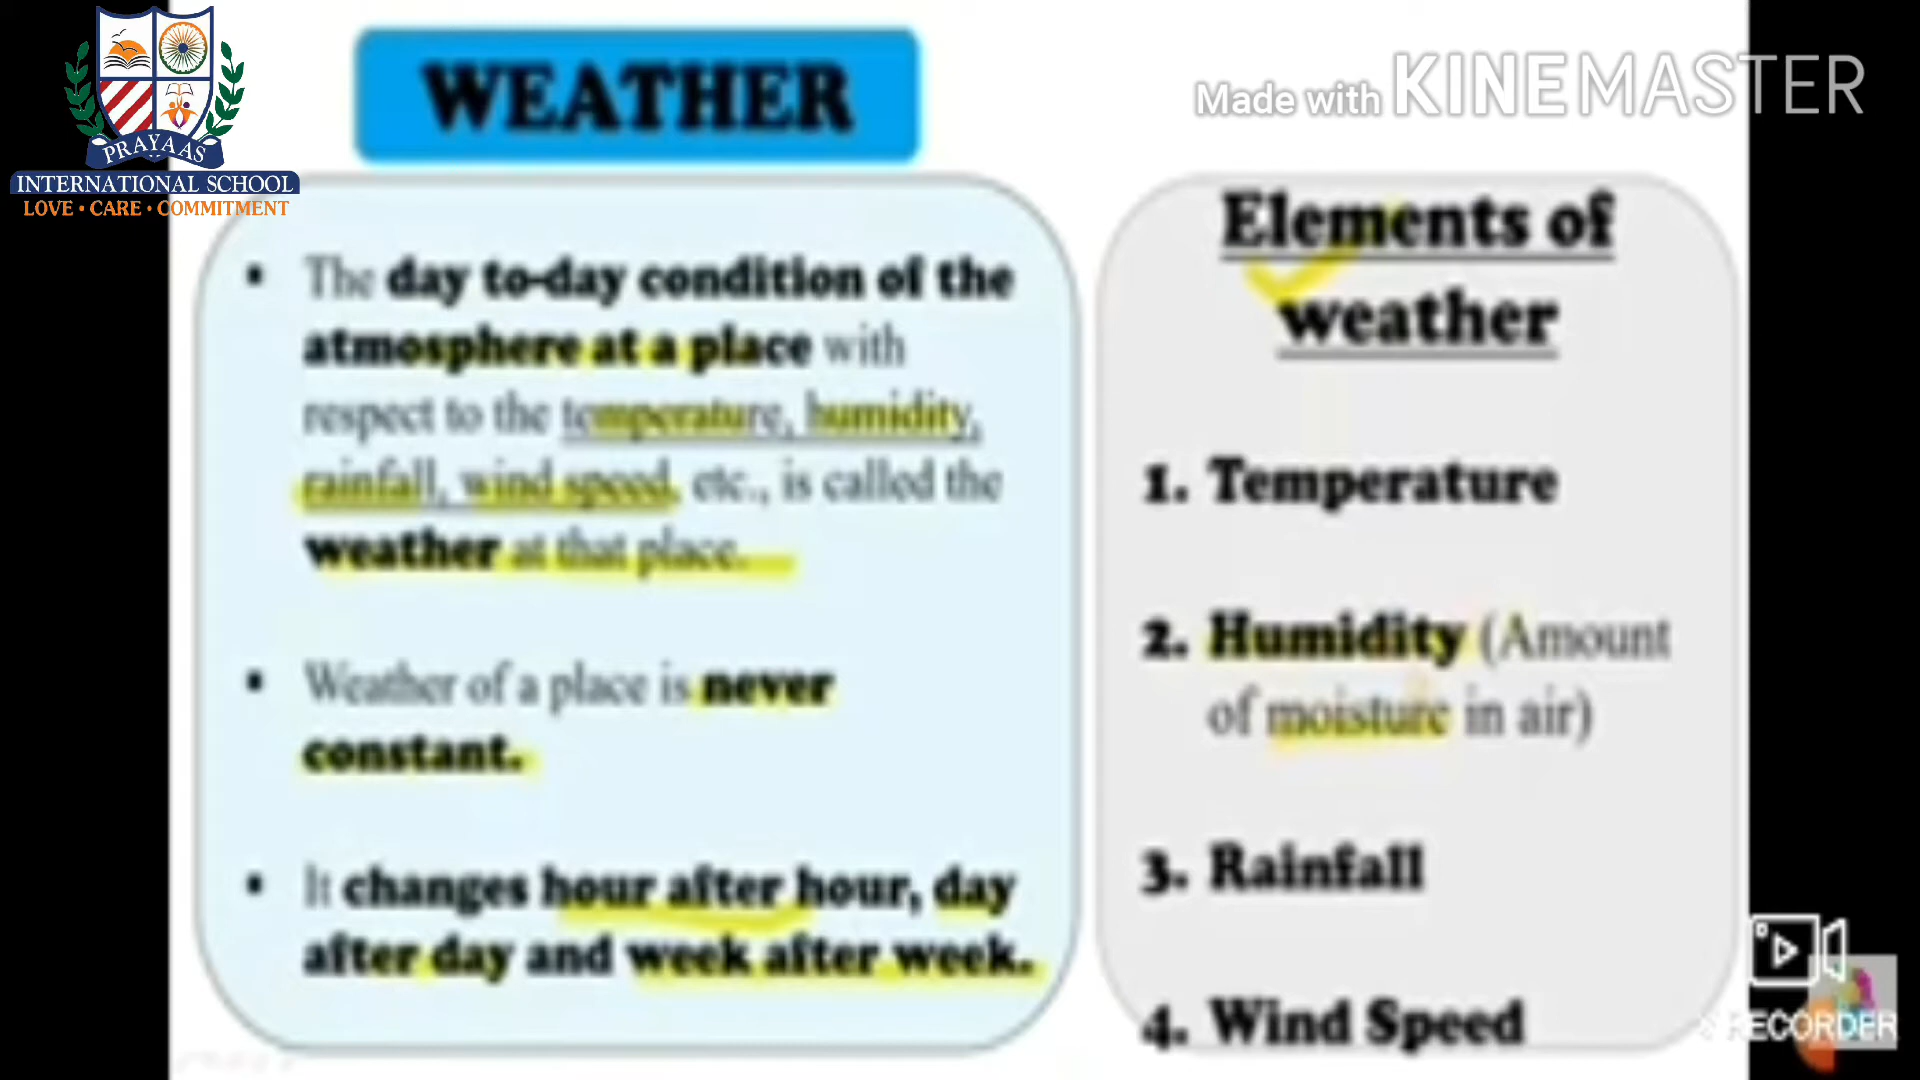 PRAYAAS
INTERNATIONAL SCHOOL
LOVE • CARE • COMMITMENT
WEATHER
Made with KINEMASTER
▪ The day to-day condition of the
atmosphere at a place with
respect to the temperature, humidity,
rainfall, wind speed, etc., is called the
weather at that place.
▪ Weather of a place is never
constant.
▪ It changes hour after hour, day
after day and week after week.
Elements of
weather
1. Temperature
2. Humidity (Amount
of moisture in air)
3. Rainfall
4. Wind Speed
RECORDER